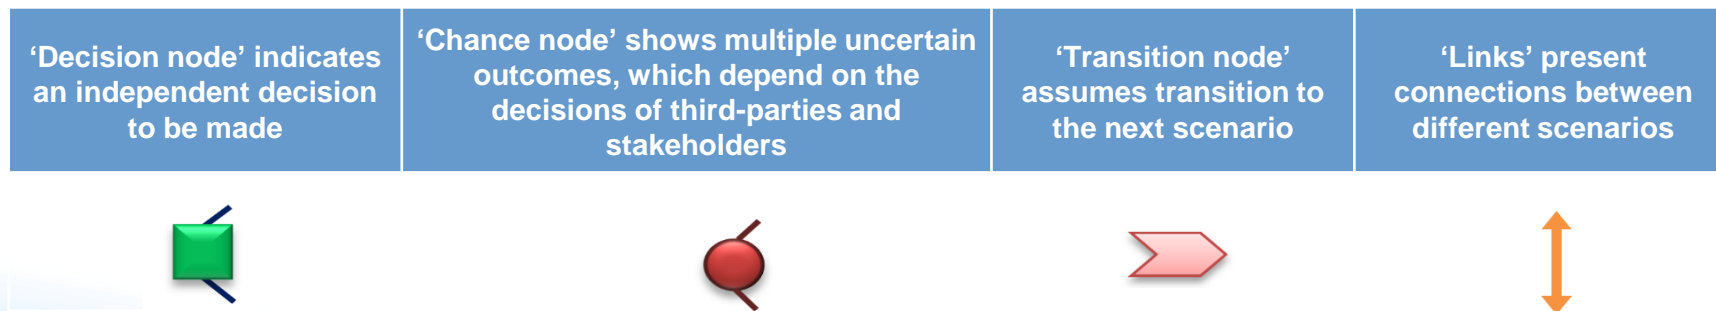 ‘Decision node’ indicates
an independent decision
to be made
‘Chance node’ shows multiple uncertain
outcomes, which depend on the
decisions of third-parties and
stakeholders
‘Transition node’
assumes transition to
the next scenario
‘Links’ present
connections between
different scenarios